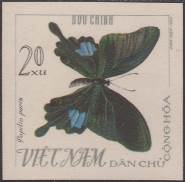 BƯU CHÍNH
20
XU
Papilio paris
VIỆT NAM DÂN CHỦ CỘNG HÒA